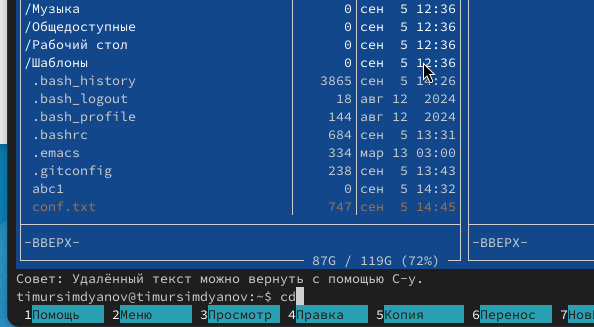 /Музыка 0 сен 5 12:36
/Общедоступные 0 сен 5 12:36
/Рабочий стол 0 сен 5 12:36
/Шаблоны 0 сен 5 12:36
.bash_history 3865 сен 5 14:26
.bash_logout 18 авг 12 2024
.bash_profile 144 авг 12 2024
.bashrc 684 сен 5 13:31
.emacs 334 мар 13 03:00
.gitconfig 238 сен 5 13:43
abc1 0 сен 5 14:32
conf.txt 747 сен 5 14:45
-ВВЕРХ- -ВВЕРХ-
87G / 119G (72%)
Совет: Удалённый текст можно вернуть с помощью C-y.
timursimdyanov@timursimdyanov:~$ cd
1Помощь 2Меню 3Просмотр 4Правка 5Копия 6Перенос 7Нов